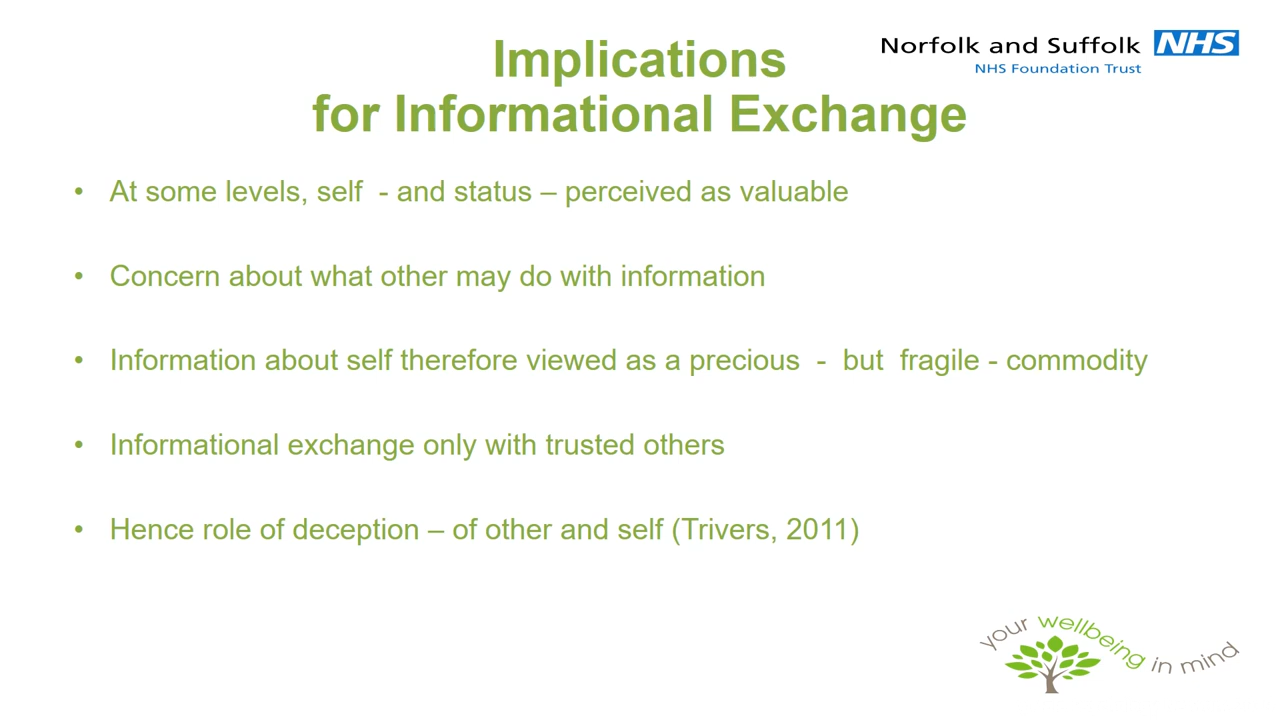 Implications
for Informational Exchange
Norfolk and Suffolk NHS
NHS Foundation Trust
• At some levels, self - and status – perceived as valuable
• Concern about what other may do with information
• Information about self therefore viewed as a precious - but fragile - commodity
• Informational exchange only with trusted others
• Hence role of deception – of other and self (Trivers, 2011)
your wellbeing in mind